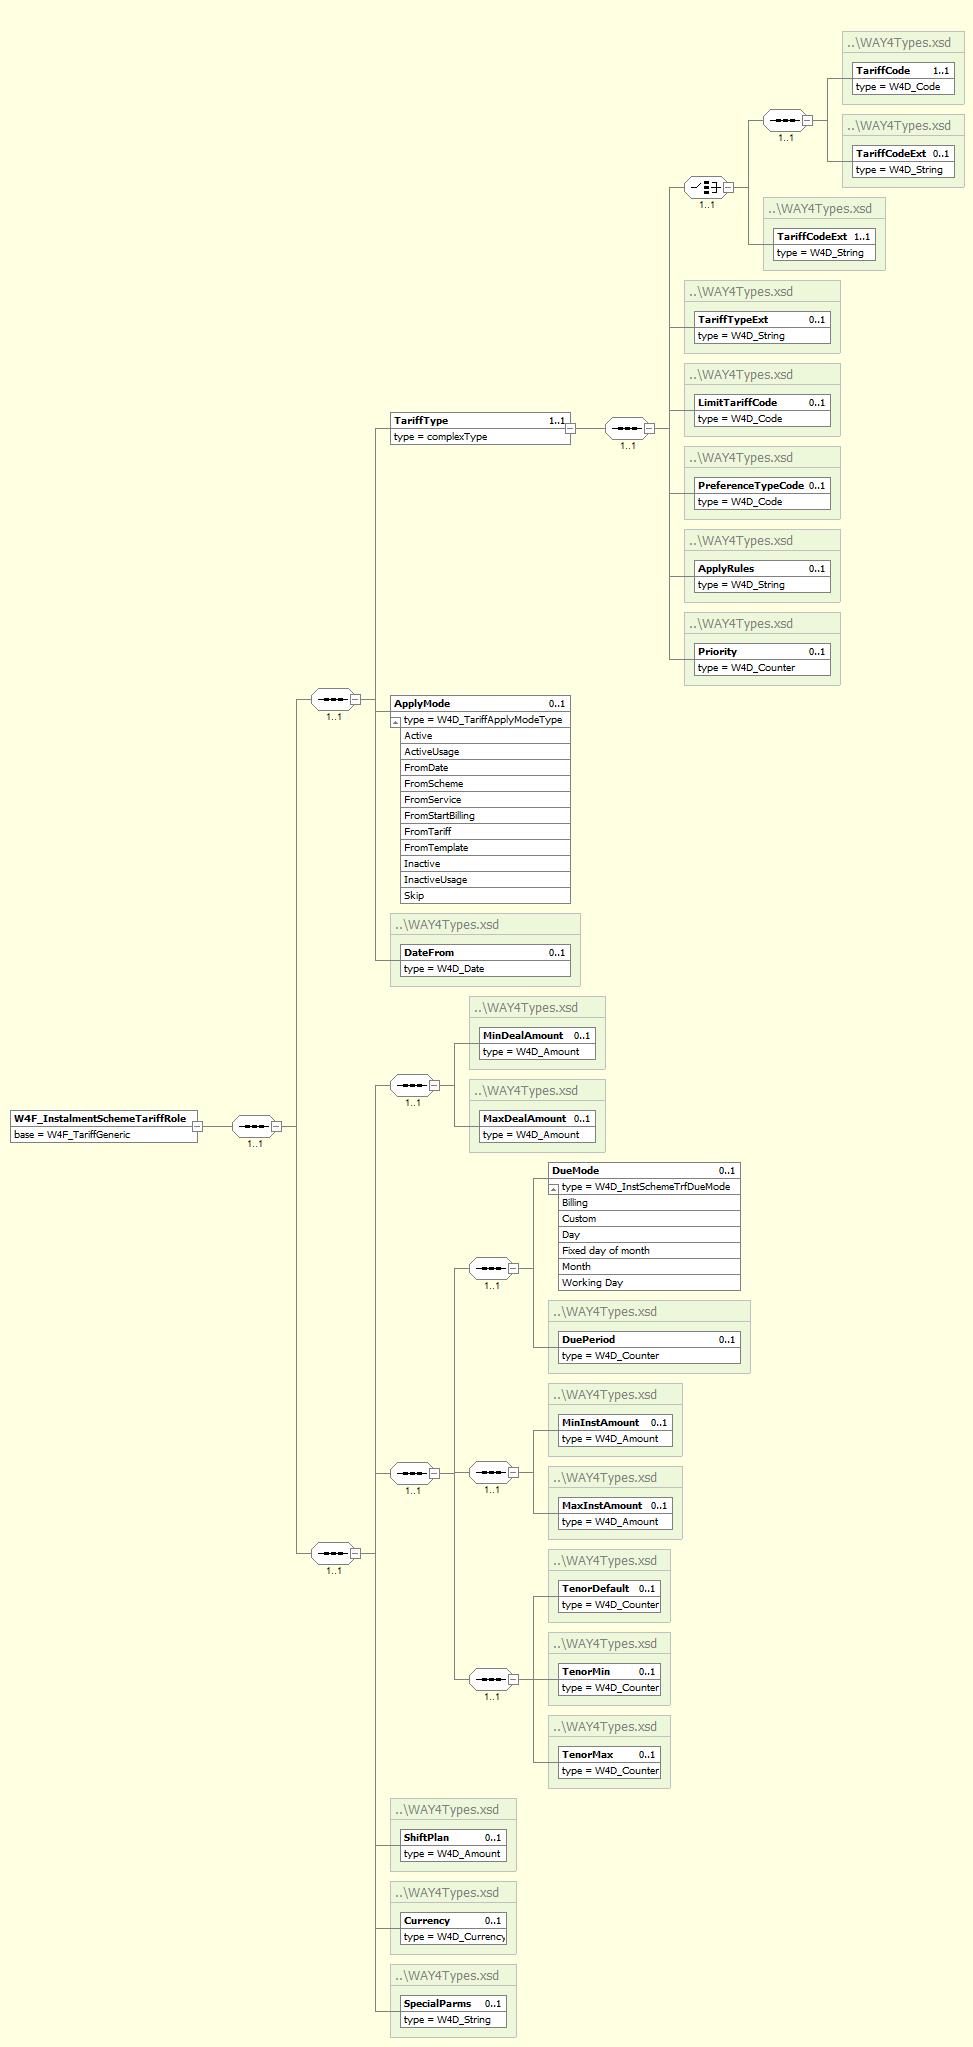 ..\WAY4Types.xsd
TariffCode 1..1
type = W4D_Code
1..1
..\WAY4Types.xsd
TariffCodeExt 0..1
type = W4D_String
1..1
..\WAY4Types.xsd
TariffCodeExt 1..1
type = W4D_String
..\WAY4Types.xsd
TariffTypeExt 0..1
type = W4D_String
..\WAY4Types.xsd
LimitTariffCode 0..1
type = W4D_Code
TariffType 1..1
type = complexType
1..1
..\WAY4Types.xsd
PreferenceTypeCode 0..1
type = W4D_Code
..\WAY4Types.xsd
ApplyRules 0..1
type = W4D_String
..\WAY4Types.xsd
Priority 0..1
type = W4D_Counter
1..1
ApplyMode 0..1
type = W4D_TariffApplyModeType
Active
ActiveUsage
FromDate
FromScheme
FromService
FromStartBilling
FromTariff
FromTemplate
Inactive
InactiveUsage
Skip
..\WAY4Types.xsd
DateFrom 0..1
type = W4D_Date
..\WAY4Types.xsd
MinDealAmount 0..1
type = W4D_Amount
1..1
..\WAY4Types.xsd
MaxDealAmount 0..1
type = W4D_Amount
W4F_InstalmentSchemeTariffRole
base = W4F_TariffGeneric
1..1
DueMode 0..1
type = W4D_InstSchemeTrfDueMode
Billing
Custom
Day
Fixed day of month
Month
Working Day
1..1
..\WAY4Types.xsd
DuePeriod 0..1
type = W4D_Counter
..\WAY4Types.xsd
MinInstAmount 0..1
type = W4D_Amount
1..1
1..1
..\WAY4Types.xsd
MaxInstAmount 0..1
type = W4D_Amount
1..1
..\WAY4Types.xsd
TenorDefault 0..1
type = W4D_Counter
..\WAY4Types.xsd
TenorMin 0..1
type = W4D_Counter
1..1
..\WAY4Types.xsd
TenorMax 0..1
type = W4D_Counter
..\WAY4Types.xsd
ShiftPlan 0..1
type = W4D_Amount
..\WAY4Types.xsd
Currency 0..1
type = W4D_Currency
..\WAY4Types.xsd
SpecialParms 0..1
type = W4D_String